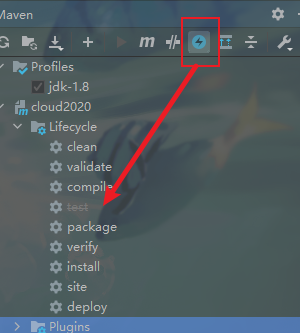 Maven
m
Profiles
jdk-1.8
cloud2020
Lifecycle
clean
validate
compile
test
package
verify
install
site
deploy
Plugins